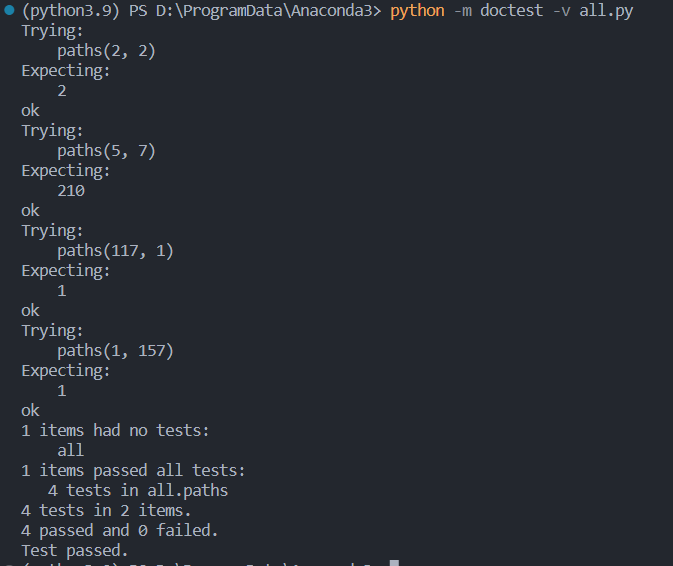 (python3.9) PS D:\ProgramData\Anaconda3> python -m doctest -v all.py
Trying:
    paths(2, 2)
Expecting:
    2
ok
Trying:
    paths(5, 7)
Expecting:
    210
ok
Trying:
    paths(117, 1)
Expecting:
    1
ok
Trying:
    paths(1, 157)
Expecting:
    1
ok
1 items had no tests:
    all
1 items passed all tests:
   4 tests in all.paths
4 tests in 2 items.
4 passed and 0 failed.
Test passed.